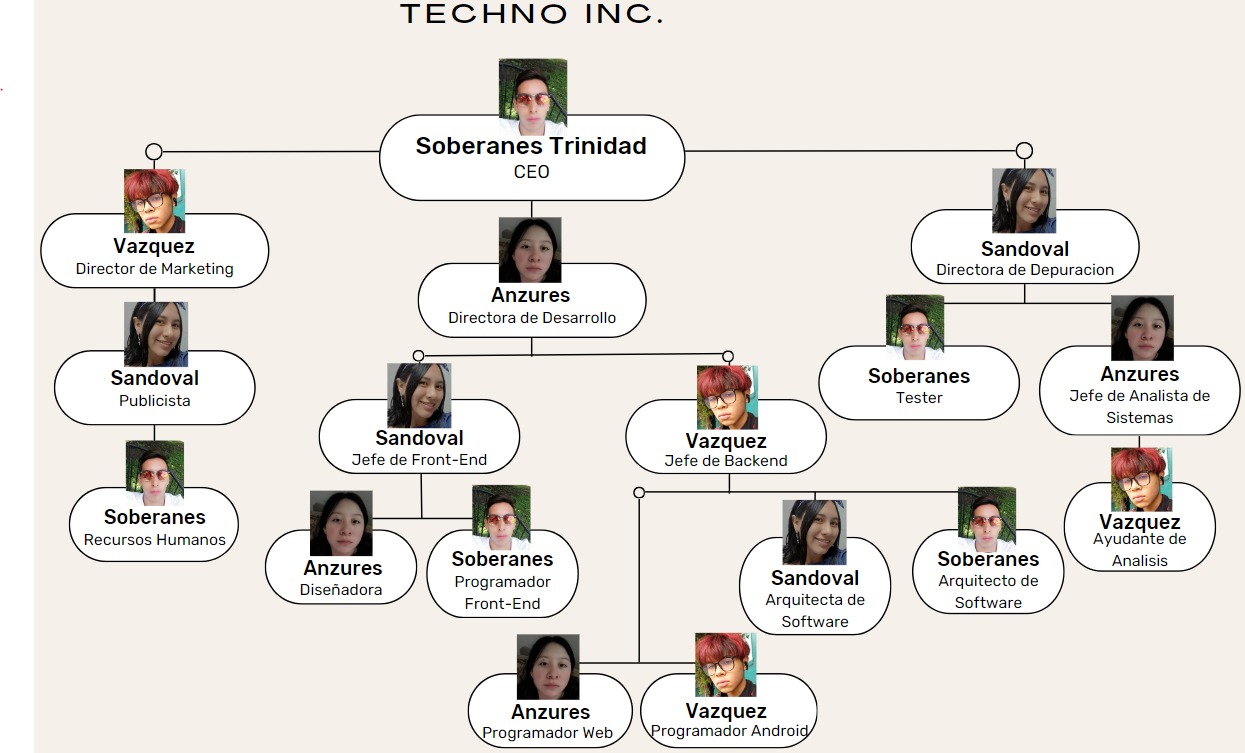 TECHNO INC.
Soberanes Trinidad
CEO
Vazquez
Director de Marketing
Sandoval
Directora de Depuracion
Anzures
Directora de Desarrollo
Sandoval
Publicista
Soberanes
Tester
Anzures
Jefe de Analista de
Sistemas
Sandoval
Jefe de Front-End
Vazquez
Jefe de Backend
Soberanes
Recursos Humanos
Anzures
Diseñadora
Soberanes
Programador
Front-End
Sandoval
Arquitecta de
Software
Soberanes
Arquitecto de
Software
Vazquez
Ayudante de
Analisis
Anzures
Programador Web
Vazquez
Programador Android